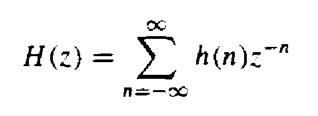 H(z) = ∑_{n=-∞}^{∞} h(n)z^{-n}